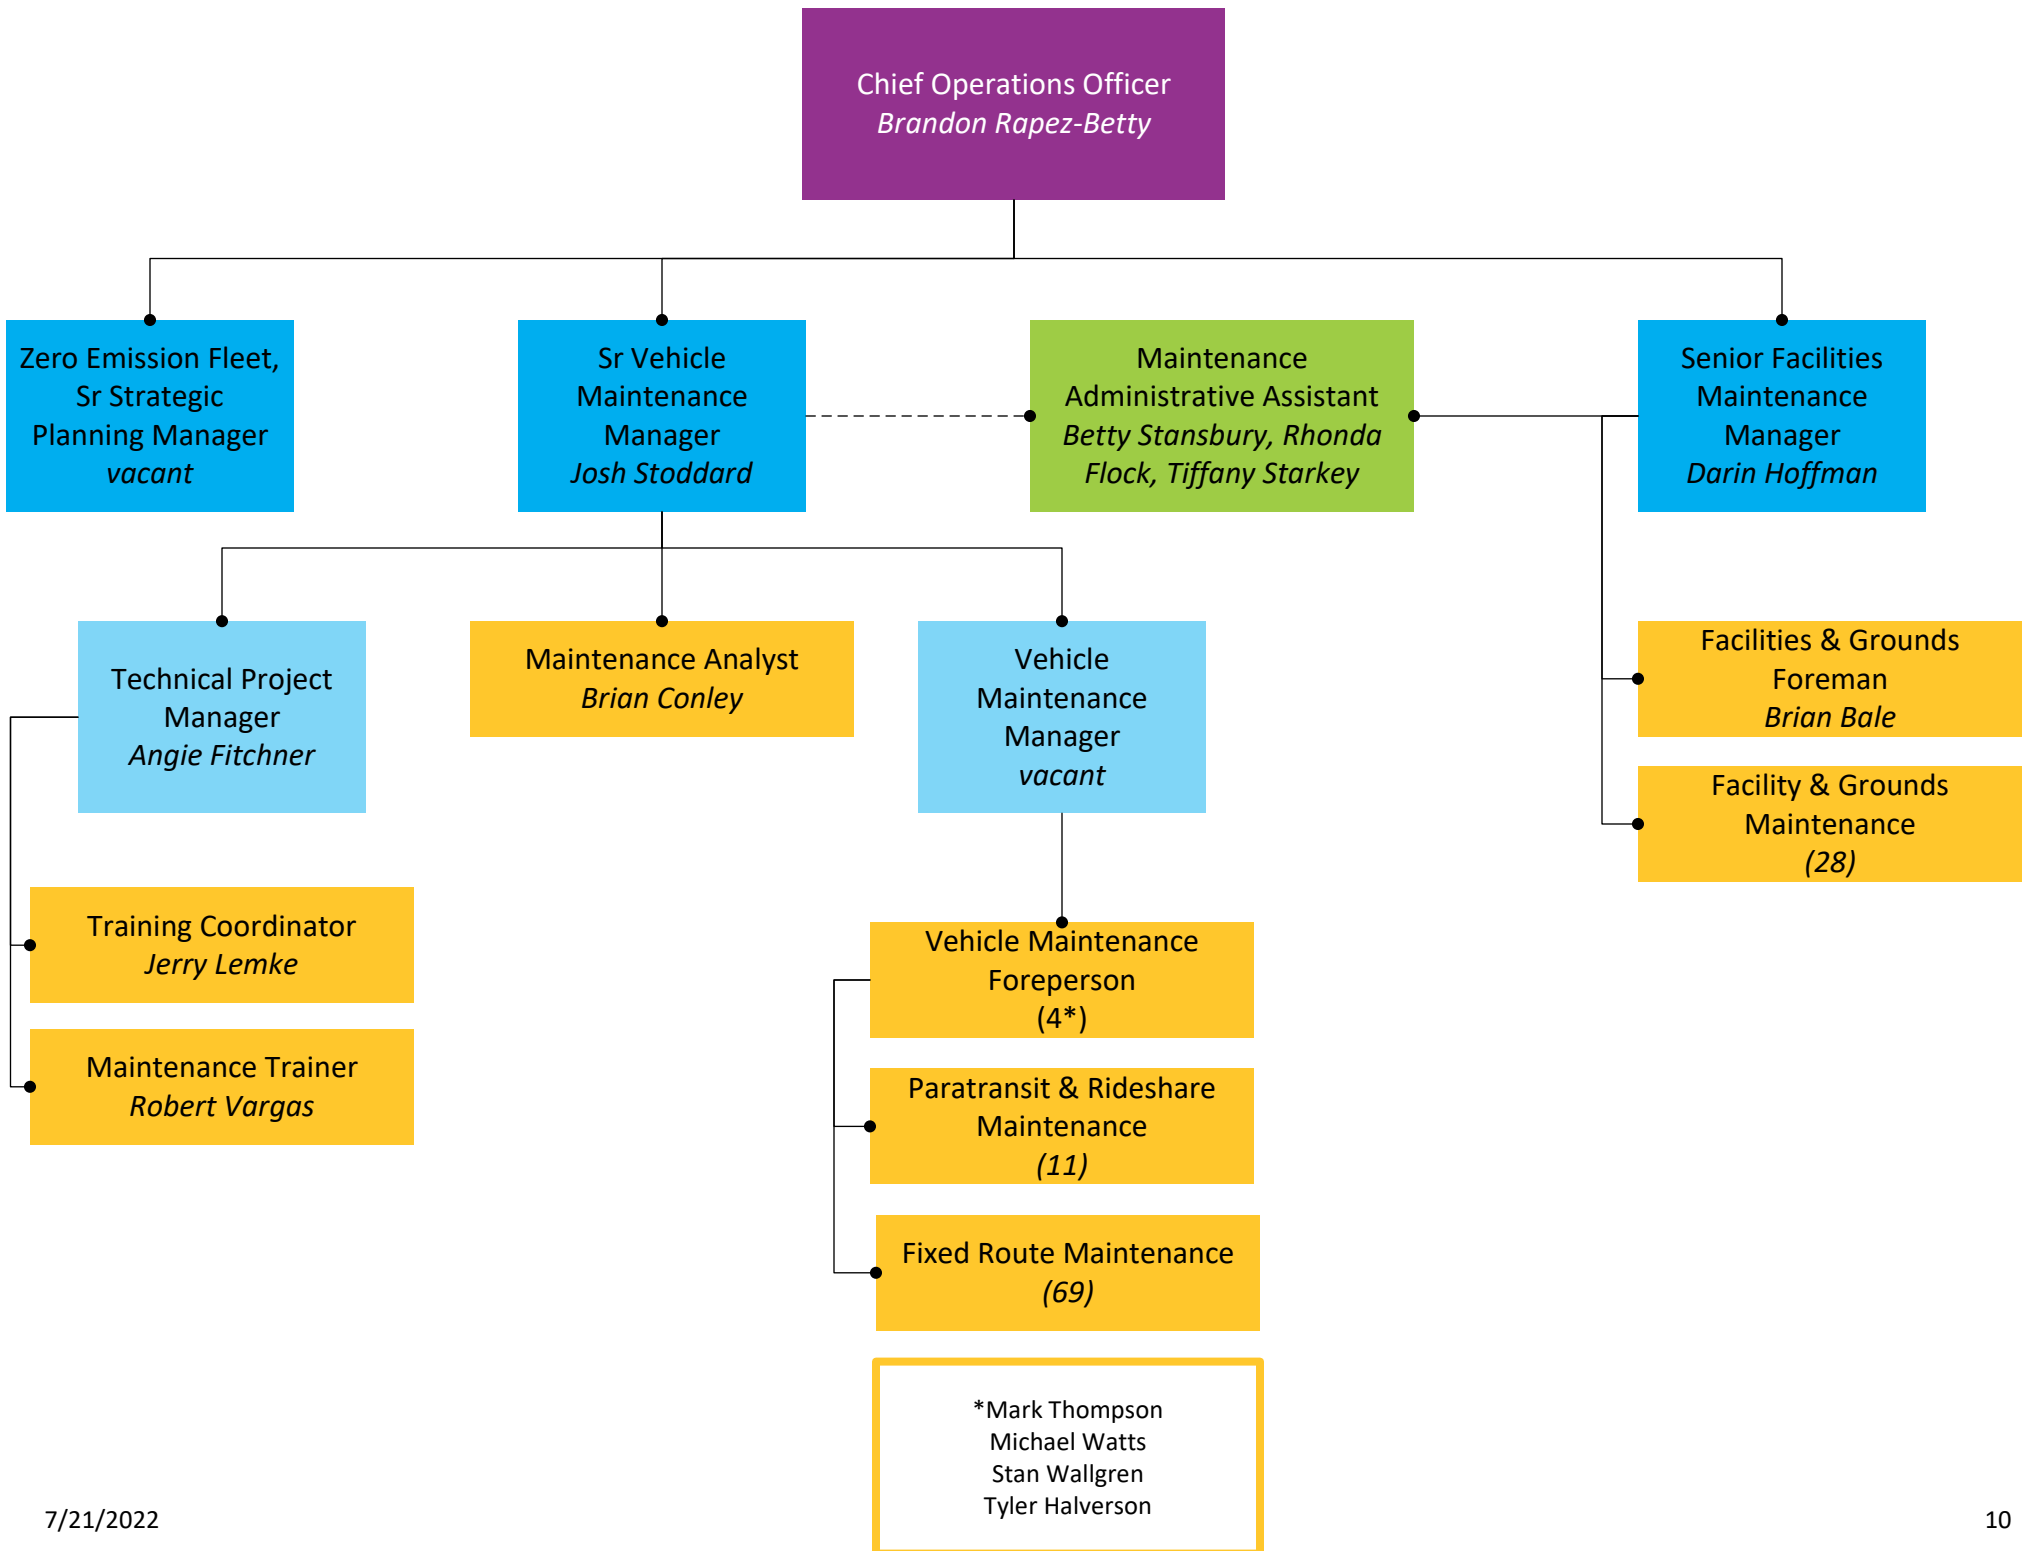 Chief Operations Officer
Brandon Rapez-Betty
Zero Emission Fleet,
Sr Strategic
Planning Manager
vacant
Sr Vehicle
Maintenance
Manager
Josh Stoddard
Maintenance
Administrative Assistant
Betty Stansbury, Rhonda
Flock, Tiffany Starkey
Senior Facilities
Maintenance
Manager
Darin Hoffman
Technical Project
Manager
Angie Fitchner
Maintenance Analyst
Brian Conley
Vehicle
Maintenance
Manager
vacant
Facilities & Grounds
Foreman
Brian Bale
Facility & Grounds
Maintenance
(28)
Training Coordinator
Jerry Lemke
Maintenance Trainer
Robert Vargas
Vehicle Maintenance
Foreperson
(4*)
Paratransit & Rideshare
Maintenance
(11)
Fixed Route Maintenance
(69)
*Mark Thompson
Michael Watts
Stan Wallgren
Tyler Halverson
7/21/2022
10